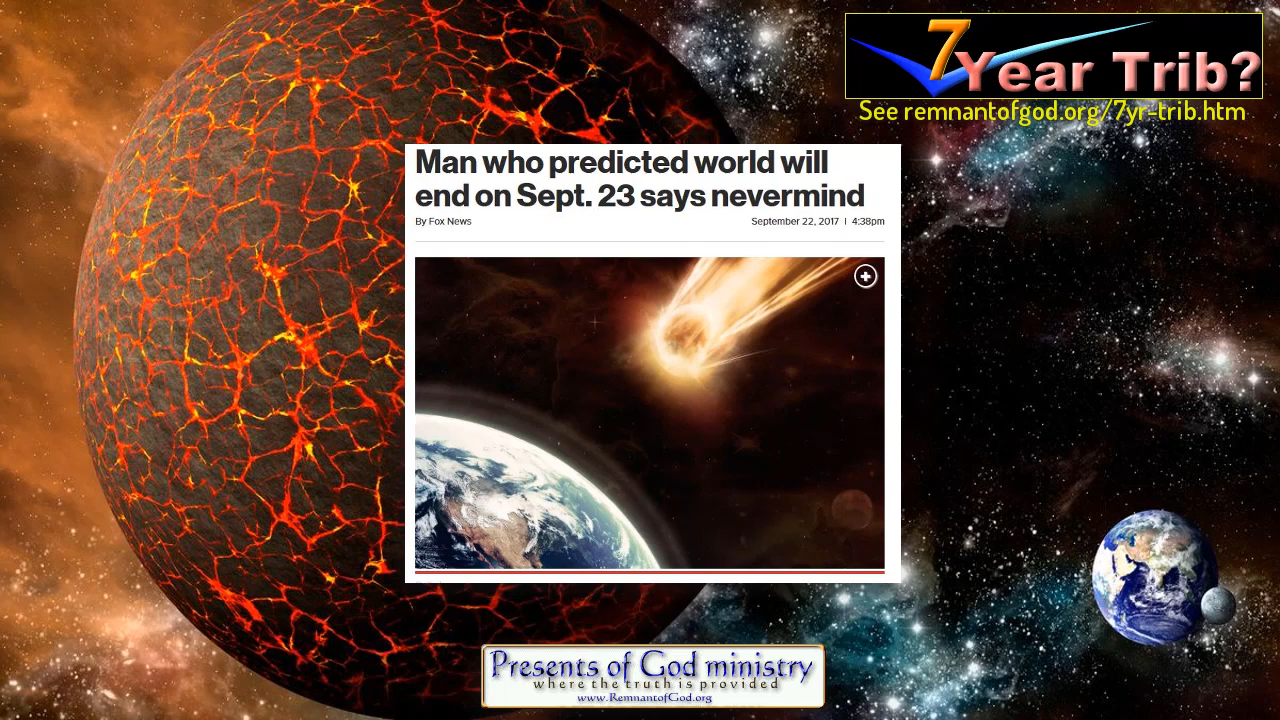 7 Year Trib?
See remnantofgod.org/7yr-trib.htm
Man who predicted world will
end on Sept. 23 says nevermind
By Fox News
September 22, 2017 | 4:38pm
Presents of God ministry
where the truth is provided
www.RemnantofGod.org